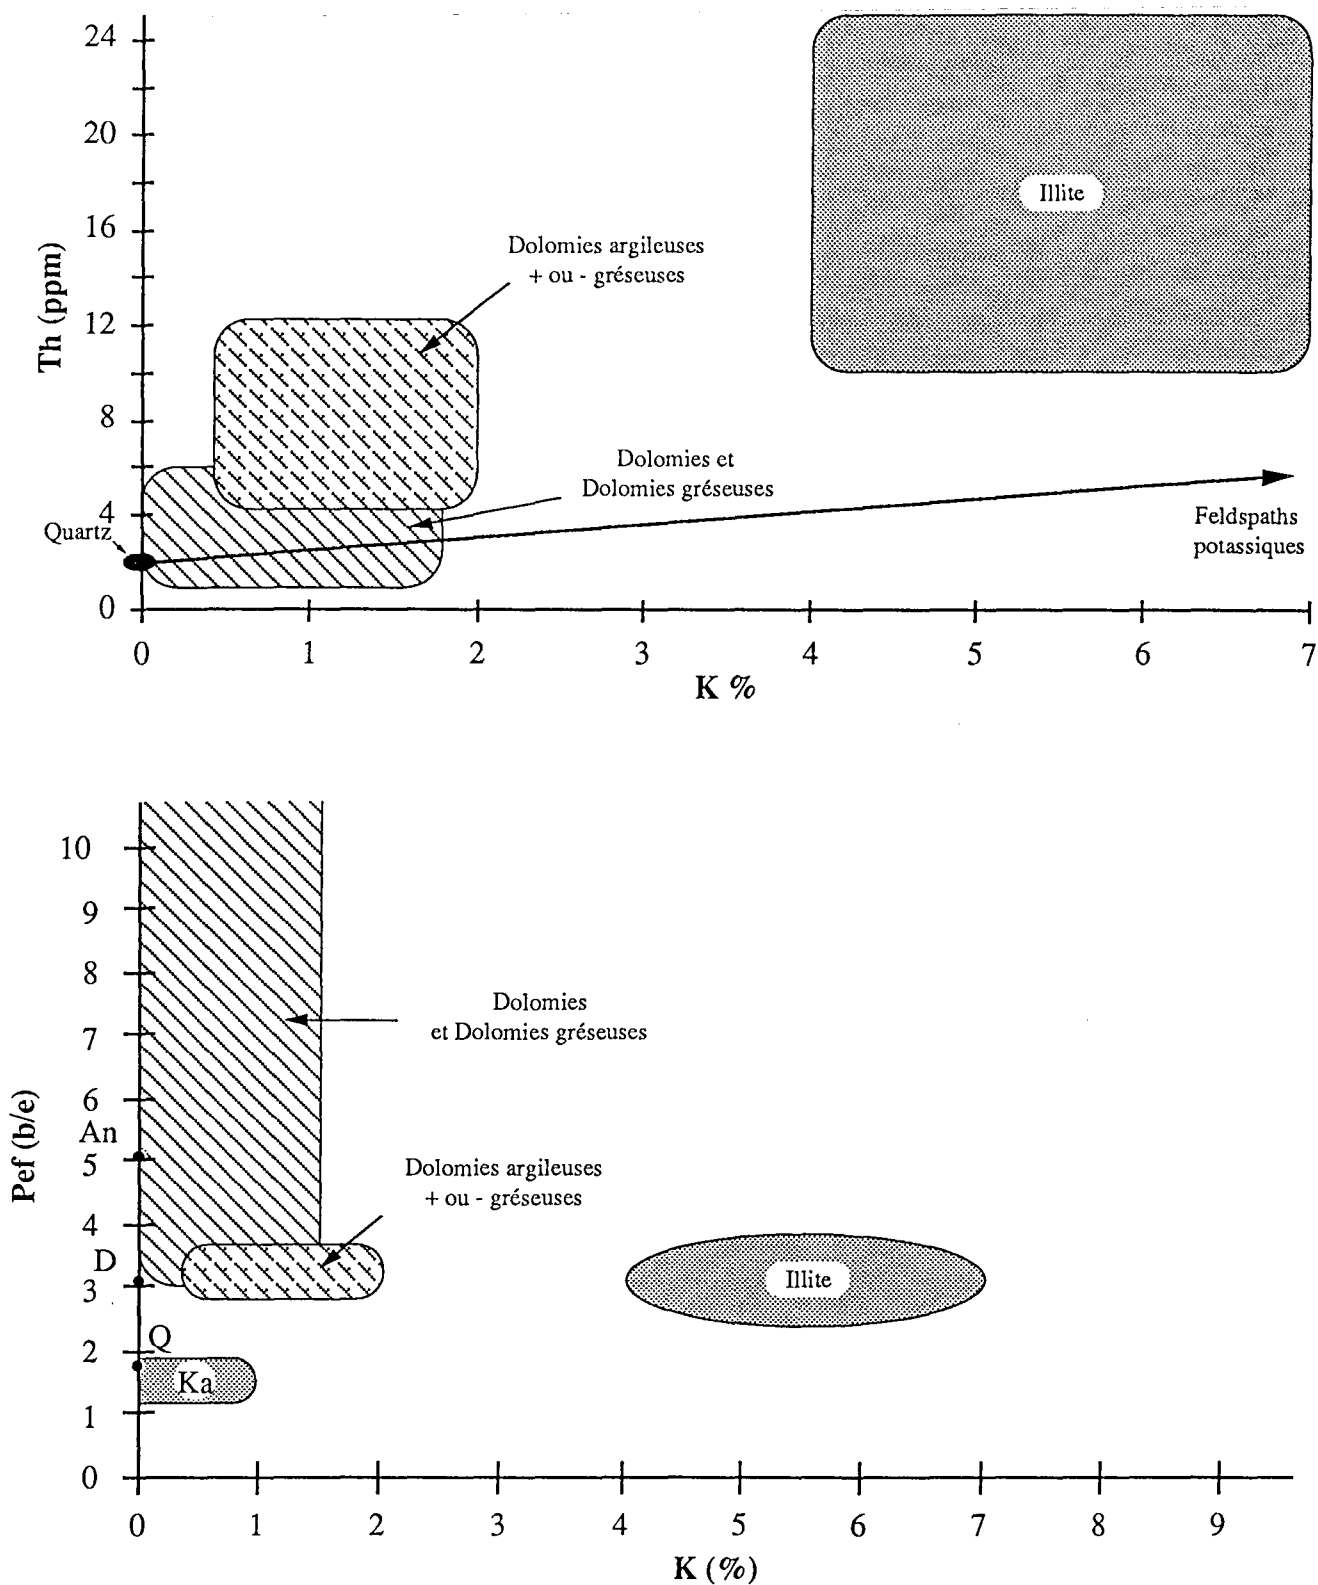 24
20
16
12
8
4
0
Th (ppm)
Illite
Dolomies argileuses
+ ou - gréseuses
Dolomies et
Dolomies gréseuses
Quartz
Feldspaths
potassiques
0 1 2 3 4 5 6 7
K %
10
9
8
7
6
An
5
4
D
3
2
Q
1
0
Pef (b/e)
Dolomies
et Dolomies gréseuses
Dolomies argileuses
+ ou - gréseuses
Illite
Ka
0 1 2 3 4 5 6 7 8 9
K (%)